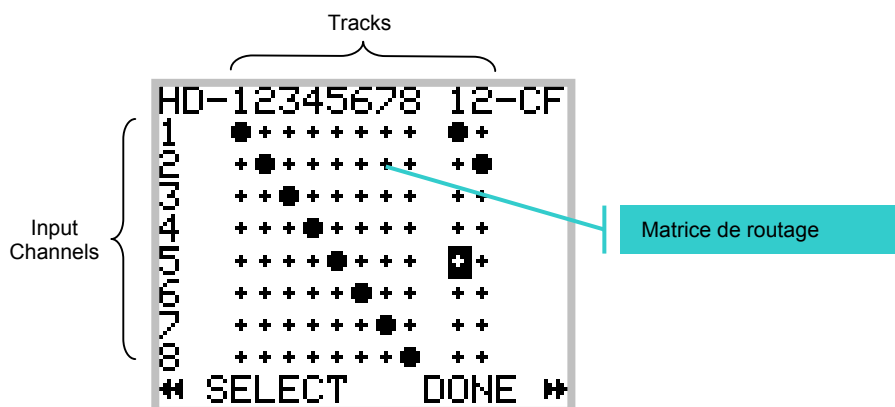 Tracks
HD-12345678 12-CF
1
2
3
4
5
6
7
8
Input
Channels
Matrice de routage
SELECT DONE